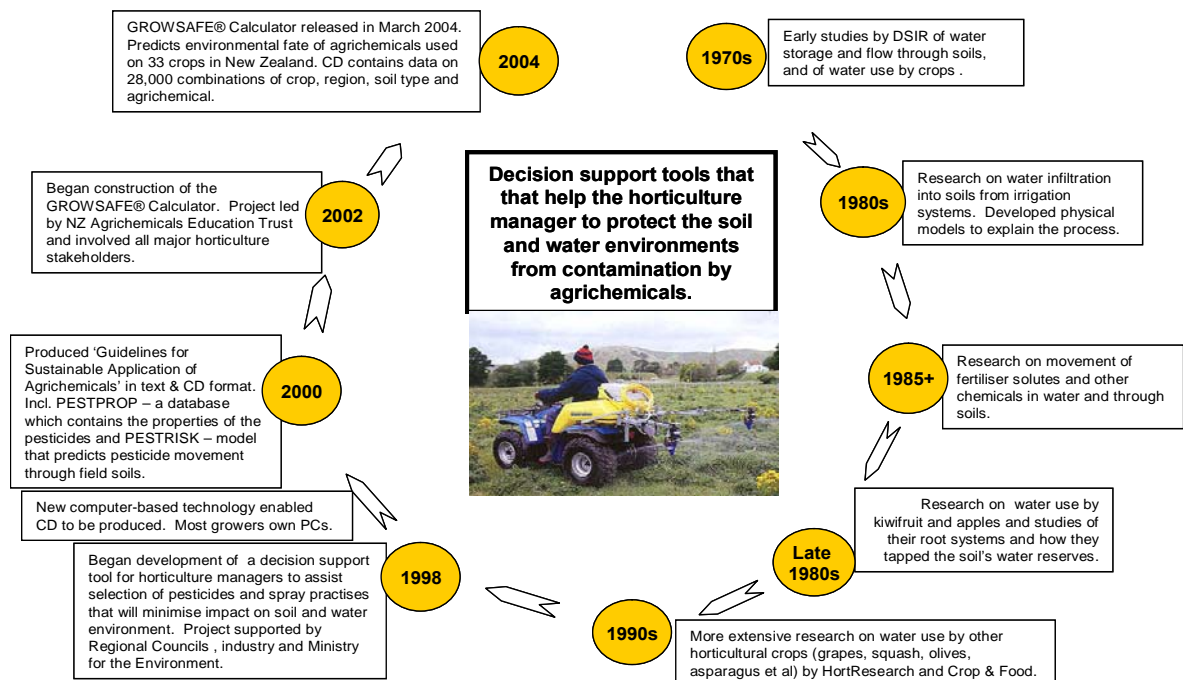 Decision support tools that
that help the horticulture
manager to protect the soil
and water environments
from contamination by
agrichemicals.
1970s
Early studies by DSIR of water
storage and flow through soils,
and of water use by crops .
1980s
Research on water infiltration
into soils from irrigation
systems.  Developed physical
models to explain the process.
1985+
Research on movement of
fertiliser solutes and other
chemicals in water and through
soils.
Late
1980s
Research on  water use by
kiwifruit and apples and studies of
their root systems and how they
tapped the soil’s water reserves.
1990s
More extensive research on water use by other
horticultural crops (grapes, squash, olives,
asparagus et al) by HortResearch and Crop & Food.
1998
Began development of  a decision support
tool for horticulture managers to assist
selection of pesticides and spray practises
that will minimise impact on soil and water
environment.  Project supported by
Regional Councils , industry and Ministry
for the Environment.
New computer-based technology enabled
CD to be produced.  Most growers own PCs.
2000
Produced ‘Guidelines for
Sustainable Application of
Agrichemicals’ in text & CD format.
Incl. PESTPROP – a database
which contains the properties of the
pesticides and PESTRISK – model
that predicts pesticide movement
through field soils.
2002
Began construction of the
GROWSAFE® Calculator.  Project led
by NZ Agrichemicals Education Trust
and involved all major horticulture
stakeholders.
2004
GROWSAFE® Calculator released in March 2004.
Predicts environmental fate of agrichemicals used
on 33 crops in New Zealand. CD contains data on
28,000 combinations of crop, region, soil type and
agrichemical.